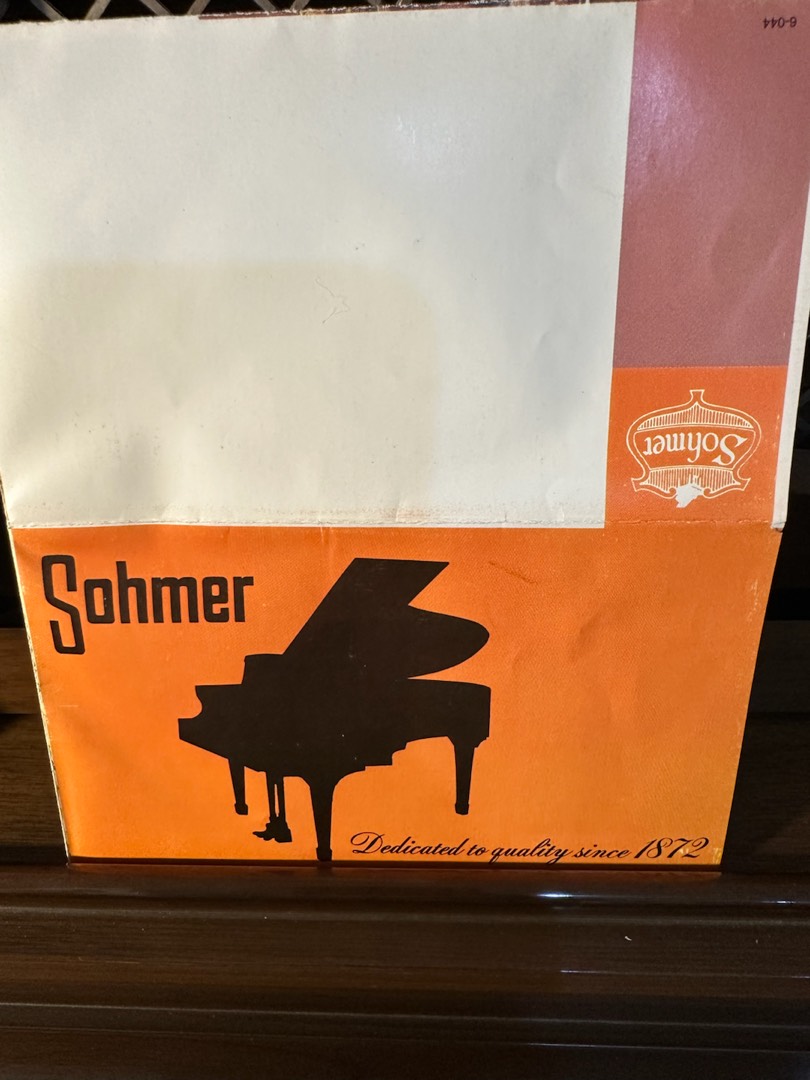 6-044
Sohmer
Sohmer
Dedicated to quality since 1872